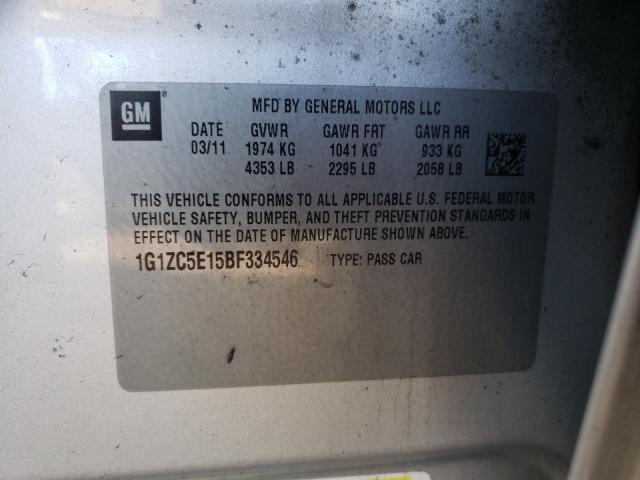 GM
MFD BY GENERAL MOTORS LLC
DATE GVWR GAWR FRT GAWR RR
03/11 1974 KG 1041 KG 933 KG
4353 LB 2295 LB 2058 LB
THIS VEHICLE CONFORMS TO ALL APPLICABLE U.S. FEDERAL MOTOR
VEHICLE SAFETY, BUMPER, AND THEFT PREVENTION STANDARDS IN
EFFECT ON THE DATE OF MANUFACTURE SHOWN ABOVE.
1G1ZC5E15BF334546 TYPE: PASS CAR